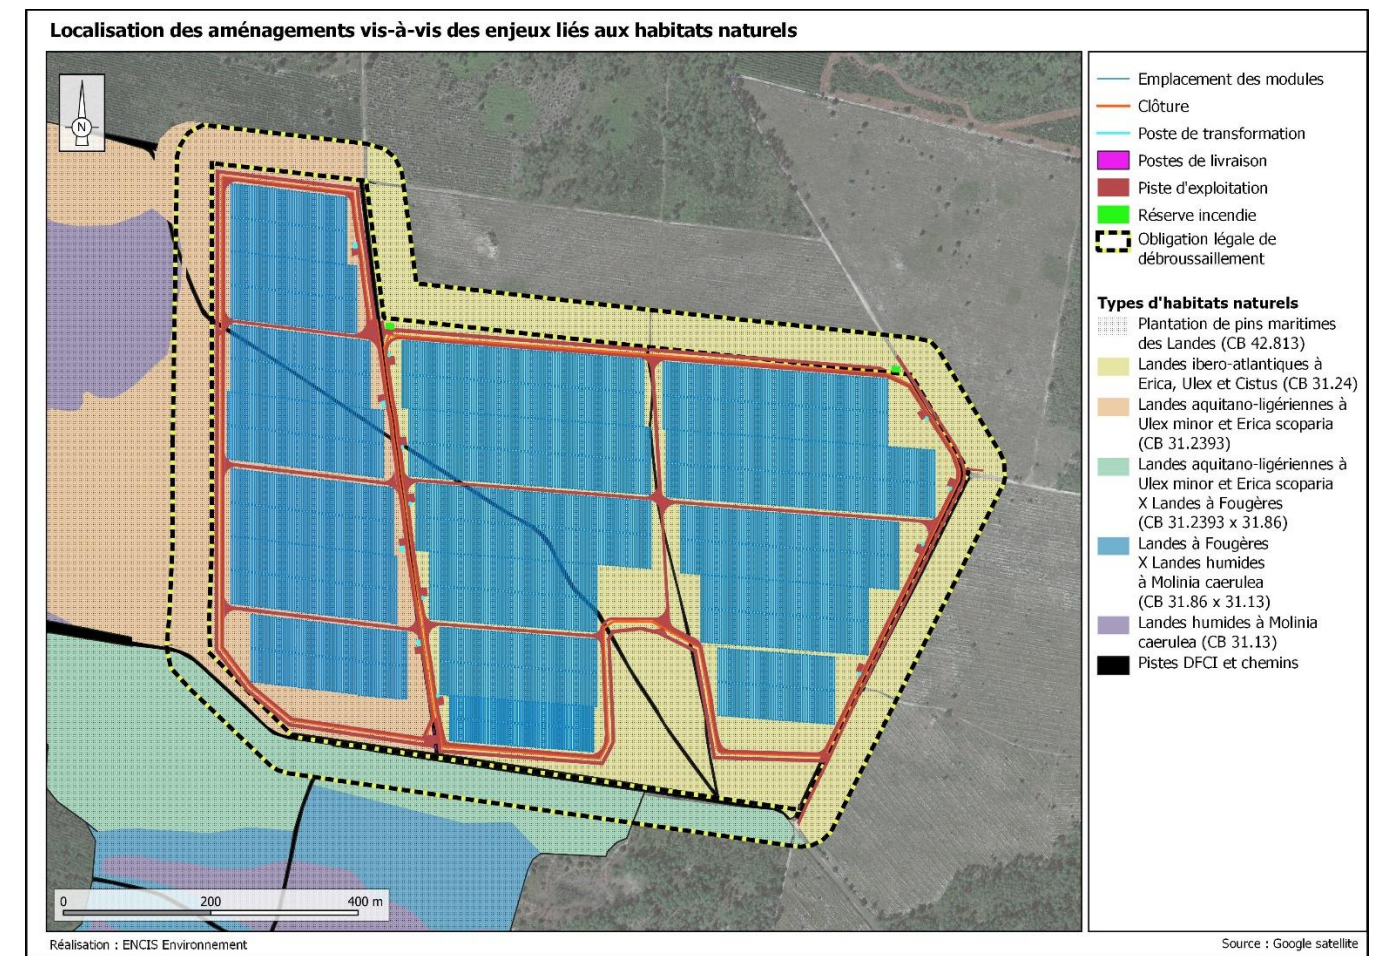 Localisation des aménagements vis-à-vis des enjeux liés aux habitats naturels
N
Emplacement des modules
Clôture
Poste de transformation
Postes de livraison
Piste d'exploitation
Réserve incendie
Obligation légale de
débroussaillement
Types d'habitats naturels
Plantation de pins maritimes
des Landes (CB 42.813)
Landes ibero-atlantiques à
Erica, Ulex et Cistus (CB 31.24)
Landes aquitano-ligériennes à
Ulex minor et Erica scoparia
(CB 31.2393)
Landes aquitano-ligériennes à
Ulex minor et Erica scoparia
X Landes à Fougères
(CB 31.2393 x 31.86)
Landes à Fougères
X Landes humides
à Molinia caerulea
(CB 31.86 x 31.13)
Landes humides à Molinia
caerulea (CB 31.13)
Pistes DFCI et chemins
0 200 400 m
Réalisation : ENCIS Environnement
Source : Google satellite